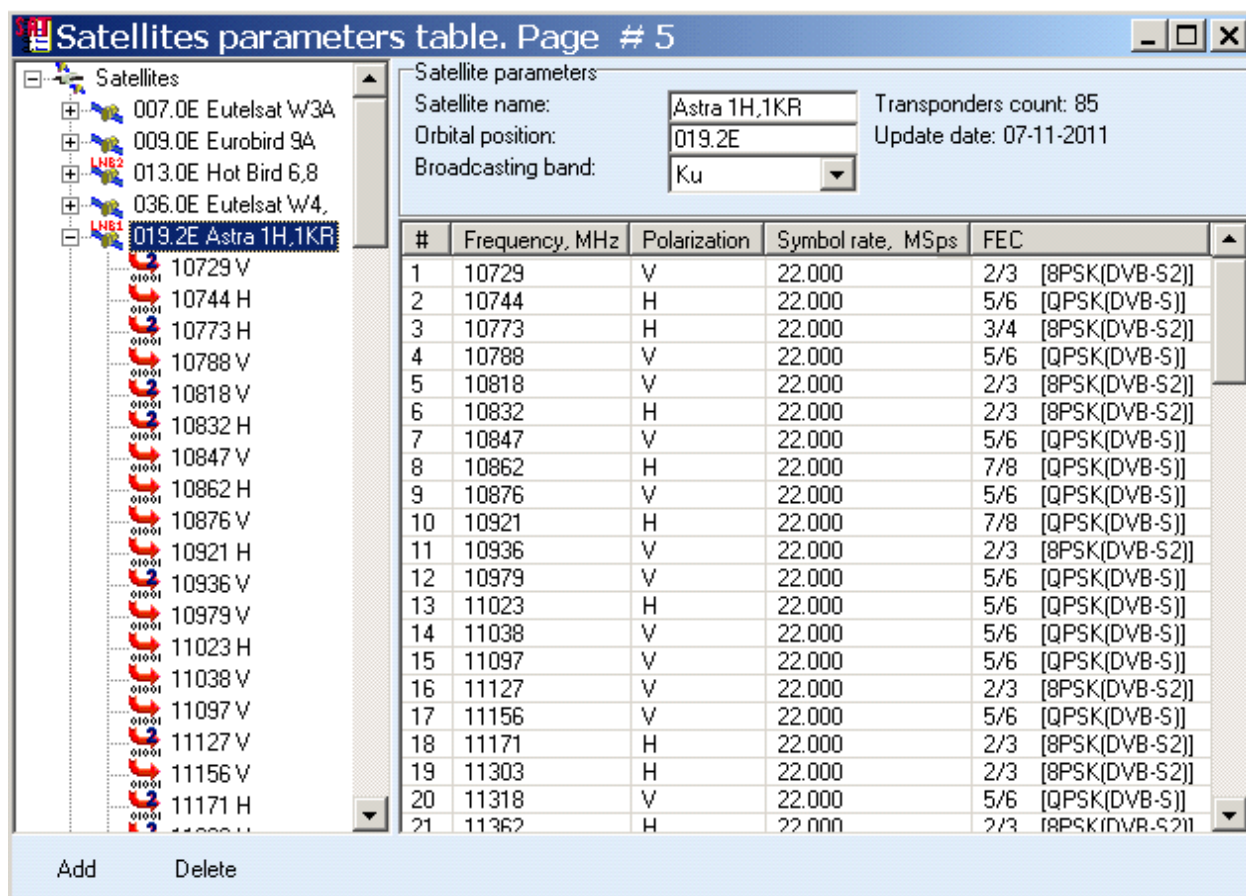 Satellites parameters table. Page # 5
Satellites
007.0E Eutelsat W3A
009.0E Eurobird 9A
LNB2
013.0E Hot Bird 6,8
036.0E Eutelsat W4,
LNB1
019.2E Astra 1H,1KR
10729 V
10744 H
10773 H
10788 V
10818 V
10832 H
10847 V
10862 H
10876 V
10921 H
10936 V
10979 V
11023 H
11038 V
11097 V
11127 V
11156 V
11171 H
Satellite parameters
Satellite name: Astra 1H,1KR Transponders count: 85
Orbital position: 019.2E Update date: 07-11-2011
Broadcasting band: Ku
# Frequency, MHz Polarization Symbol rate, MSps FEC
1 10729 V 22.000 2/3 [8PSK(DVB-S2)]
2 10744 H 22.000 5/6 [QPSK(DVB-S)]
3 10773 H 22.000 3/4 [8PSK(DVB-S2)]
4 10788 V 22.000 5/6 [QPSK(DVB-S)]
5 10818 V 22.000 2/3 [8PSK(DVB-S2)]
6 10832 H 22.000 2/3 [8PSK(DVB-S2)]
7 10847 V 22.000 5/6 [QPSK(DVB-S)]
8 10862 H 22.000 7/8 [QPSK(DVB-S)]
9 10876 V 22.000 5/6 [QPSK(DVB-S)]
10 10921 H 22.000 7/8 [QPSK(DVB-S)]
11 10936 V 22.000 2/3 [8PSK(DVB-S2)]
12 10979 V 22.000 5/6 [QPSK(DVB-S)]
13 11023 H 22.000 5/6 [QPSK(DVB-S)]
14 11038 V 22.000 5/6 [QPSK(DVB-S)]
15 11097 V 22.000 5/6 [QPSK(DVB-S)]
16 11127 V 22.000 2/3 [8PSK(DVB-S2)]
17 11156 V 22.000 5/6 [QPSK(DVB-S)]
18 11171 H 22.000 2/3 [8PSK(DVB-S2)]
19 11303 H 22.000 2/3 [8PSK(DVB-S2)]
20 11318 V 22.000 5/6 [QPSK(DVB-S)]
21 11362 H 22.000 2/3 [8PSK(DVB-S2)]
Add Delete